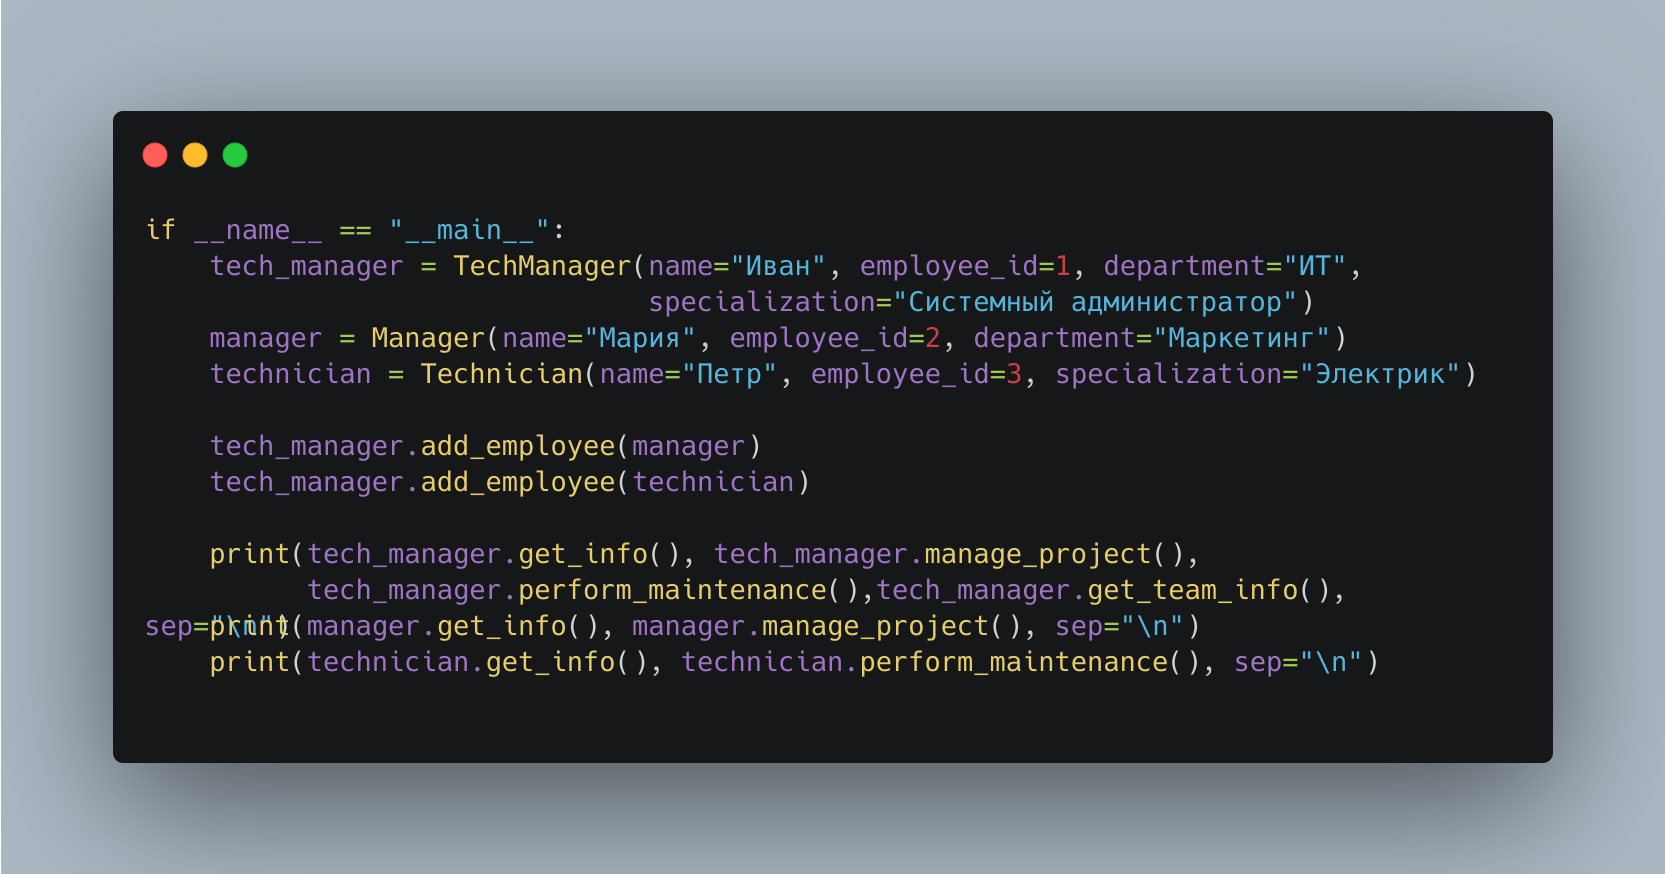 if __name__ == "__main__":
    tech_manager = TechManager(name="Иван", employee_id=1, department="ИТ",
                               specialization="Системный администратор")
    manager = Manager(name="Мария", employee_id=2, department="Маркетинг")
    technician = Technician(name="Петр", employee_id=3, specialization="Электрик")

    tech_manager.add_employee(manager)
    tech_manager.add_employee(technician)

    print(tech_manager.get_info(), tech_manager.manage_project(),
          tech_manager.perform_maintenance(),tech_manager.get_team_info(),
sep="\n")
    print(manager.get_info(), manager.manage_project(), sep="\n")
    print(technician.get_info(), technician.perform_maintenance(), sep="\n")